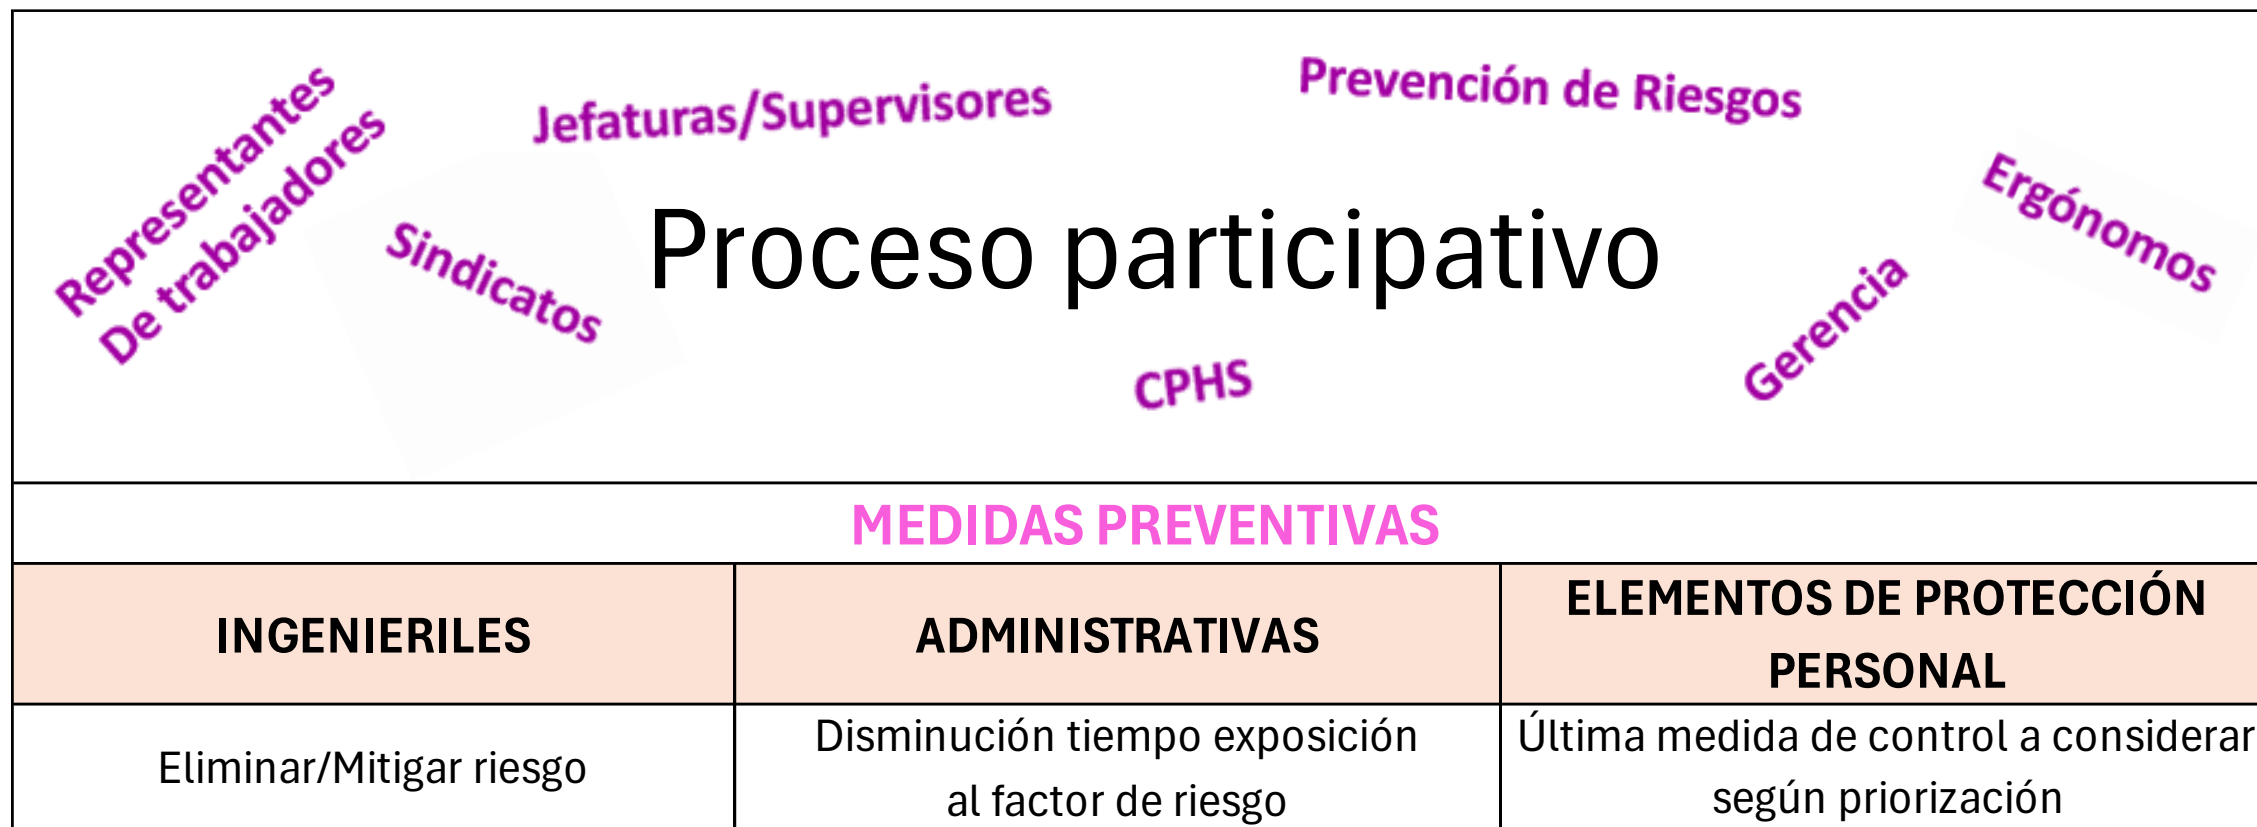 Representantes
De trabajadores
Jefaturas/Supervisores
Prevención de Riesgos
Ergónomos
Sindicatos
Proceso participativo
Gerencia
CPHS
MEDIDAS PREVENTIVAS
INGENIERILES
ADMINISTRATIVAS
ELEMENTOS DE PROTECCIÓN
PERSONAL
Eliminar/Mitigar riesgo
Disminución tiempo exposición
al factor de riesgo
Última medida de control a considerar
según priorización